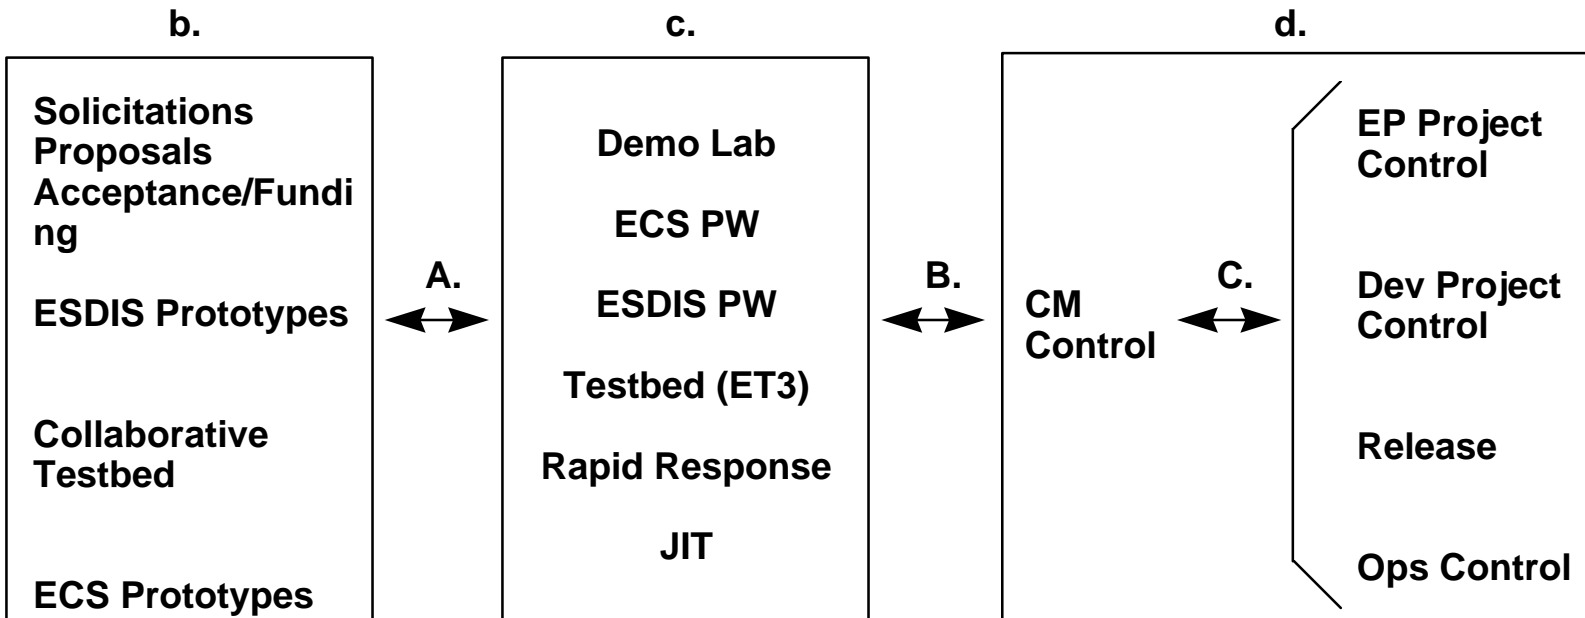 b.
Solicitations
Proposals
Acceptance/Fundi
ng
ESDIS Prototypes
Collaborative
Testbed
ECS Prototypes
A.
c.
Demo Lab
ECS PW
ESDIS PW
Testbed (ET3)
Rapid Response
JIT
B.
d.
CM
Control
C.
EP Project
Control
Dev Project
Control
Release
Ops Control